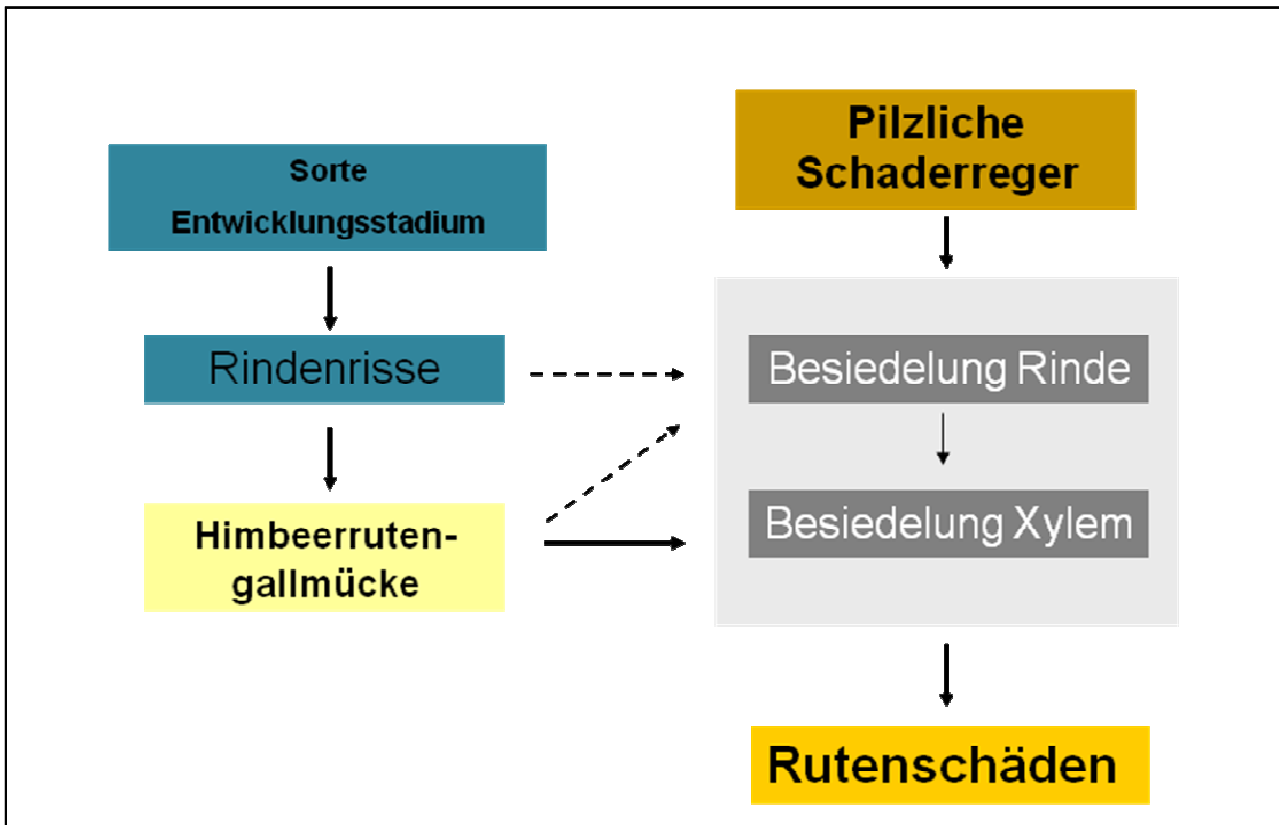 Sorte
Entwicklungsstadium
Rindenrisse
Himbeerruten-
gallmücke
Pilzliche
Schaderreger
Besiedelung Rinde
Besiedelung Xylem
Rutenschäden